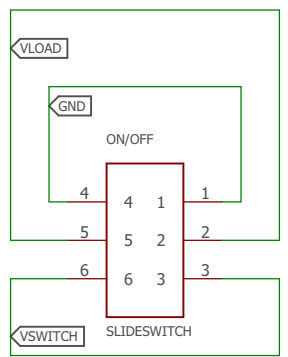 VLOAD
GND
ON/OFF
4 4 1 1
5 5 2 2
6 6 3 3
VSWITCH
SLIDESWITCH